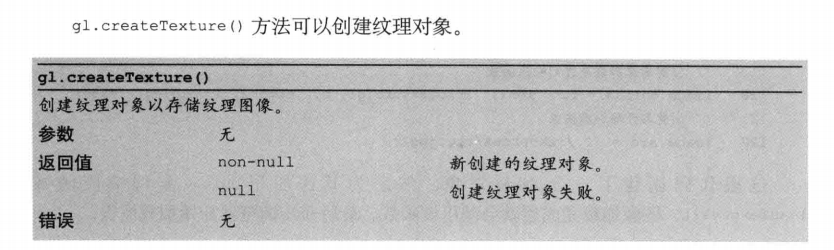 gl.createTexture() 方法可以创建纹理对象。
gl.createTexture()
创建纹理对象以存储纹理图像。
参数 无
返回值 non-null 新创建的纹理对象。
null 创建纹理对象失败。
错误 无